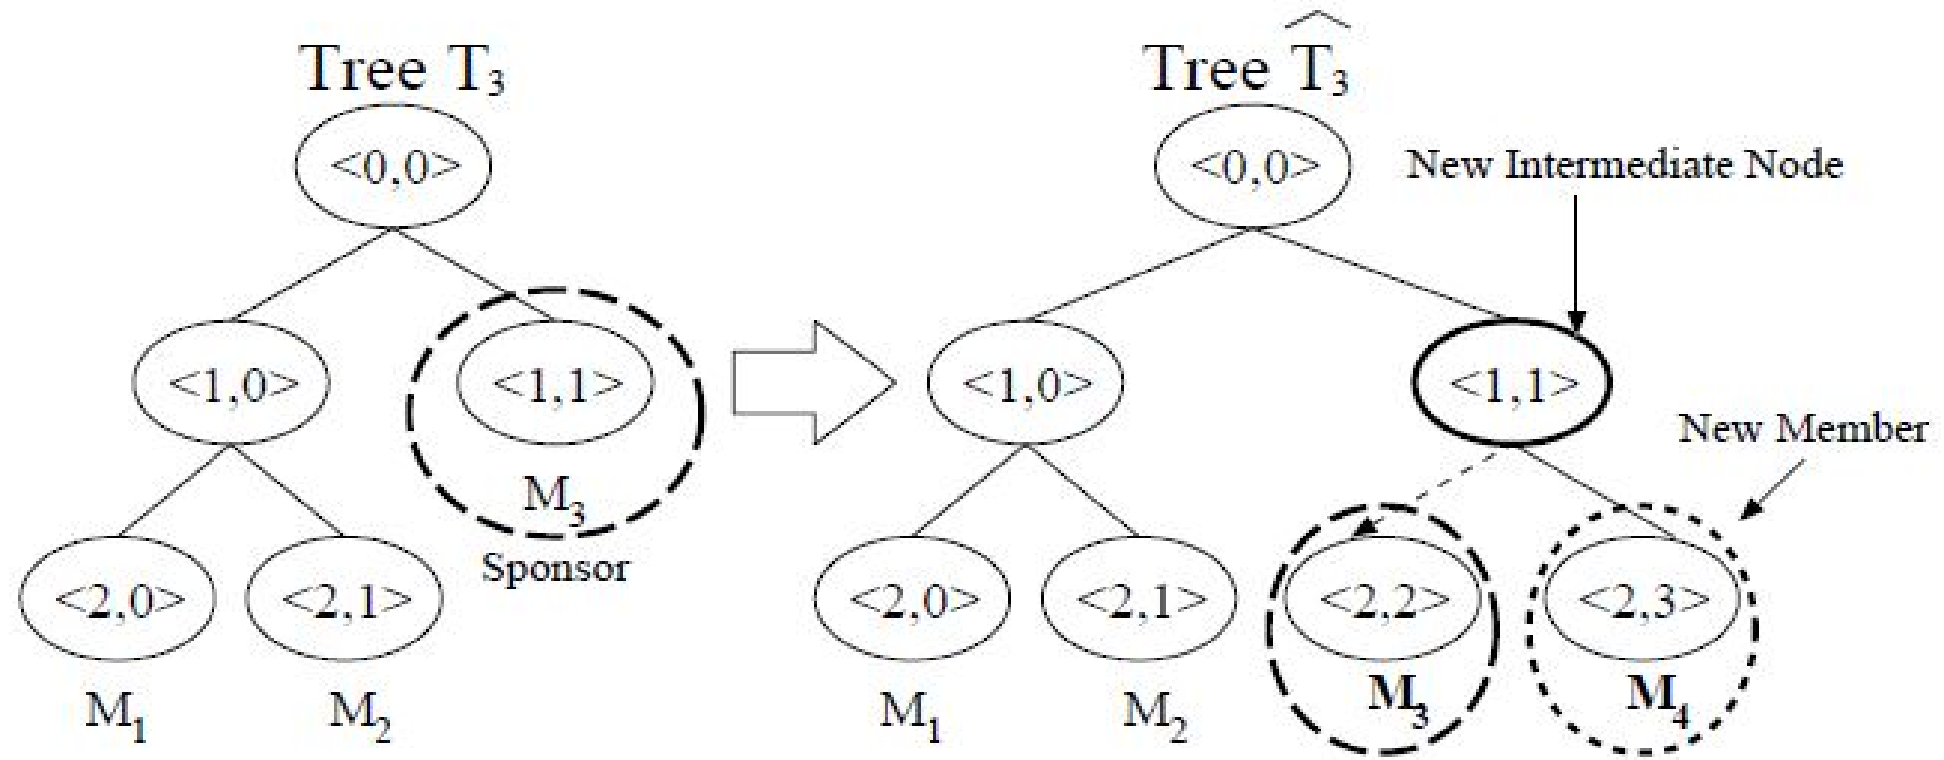 Tree T3
<0,0>
<1,0>
<1,1>
M3
Sponsor
<2,0>
<2,1>
M1
M2
Tree T̂3
<0,0>
New Intermediate Node
<1,0>
<1,1>
New Member
<2,0>
<2,1>
<2,2>
<2,3>
M1
M2
M3
M4